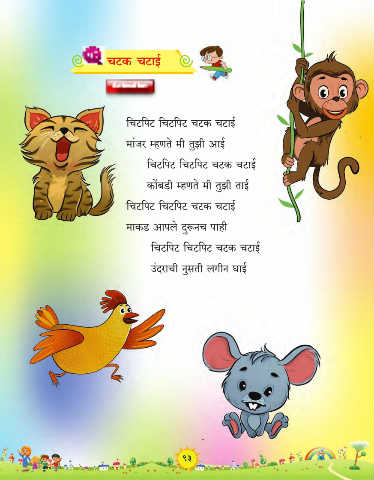 चटक चटाई
चिटपिट चिटपिट चटक चटाई
मांजर म्हणते मी तुझी आई
चिटपिट चिटपिट चटक चटाई
कोंबडी म्हणते मी तुझी ताई
चिटपिट चिटपिट चटक चटाई
माकड आपले दुरूनच पाही
चिटपिट चिटपिट चटक चटाई
उंदराची नुसती लगीन घाई
१३